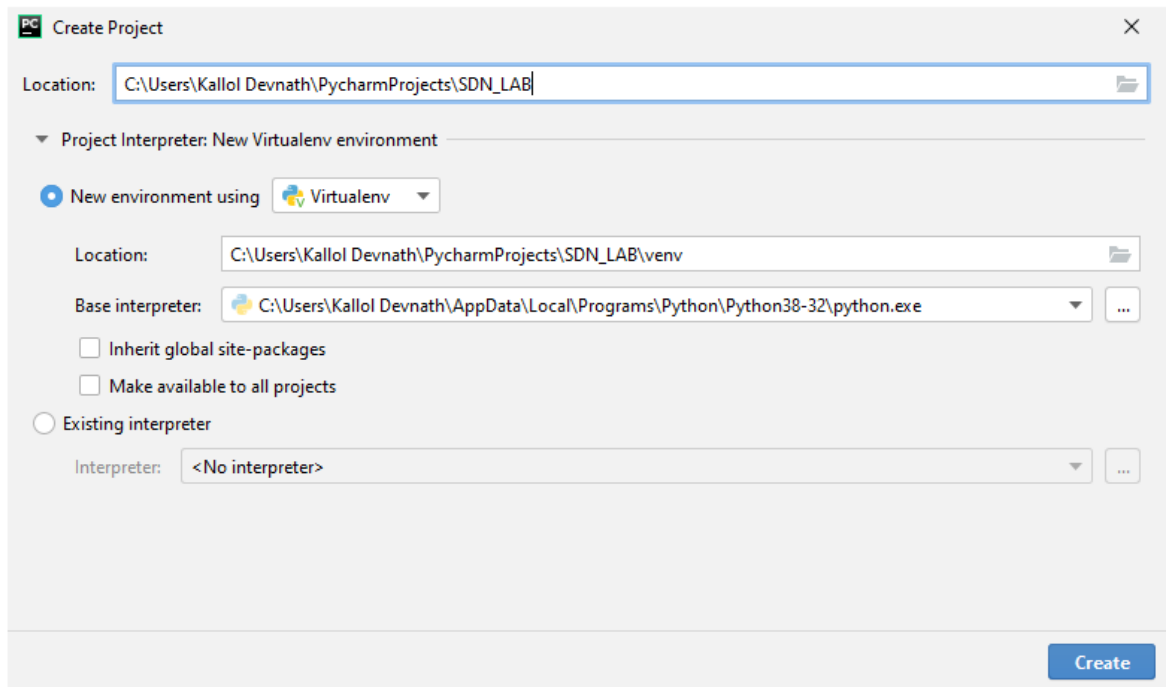 PC Create Project
Location: C:\Users\Kallol Devnath\PycharmProjects\SDN_LAB
Project Interpreter: New Virtualenv environment
New environment using Virtualenv
Location: C:\Users\Kallol Devnath\PycharmProjects\SDN_LAB\venv
Base interpreter: C:\Users\Kallol Devnath\AppData\Local\Programs\Python\Python38-32\python.exe ...
Inherit global site-packages
Make available to all projects
Existing interpreter
Interpreter: <No interpreter> ...
Create